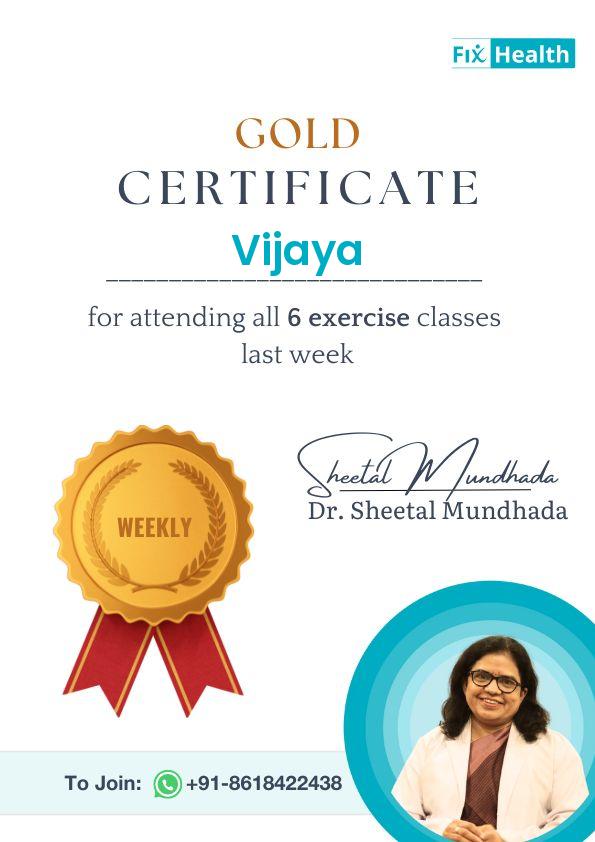 Fix Health
GOLD
CERTIFICATE
Vijaya
for attending all 6 exercise classes
last week
WEEKLY
Sheetal Mundhada
Dr. Sheetal Mundhada
To Join: +91-8618422438